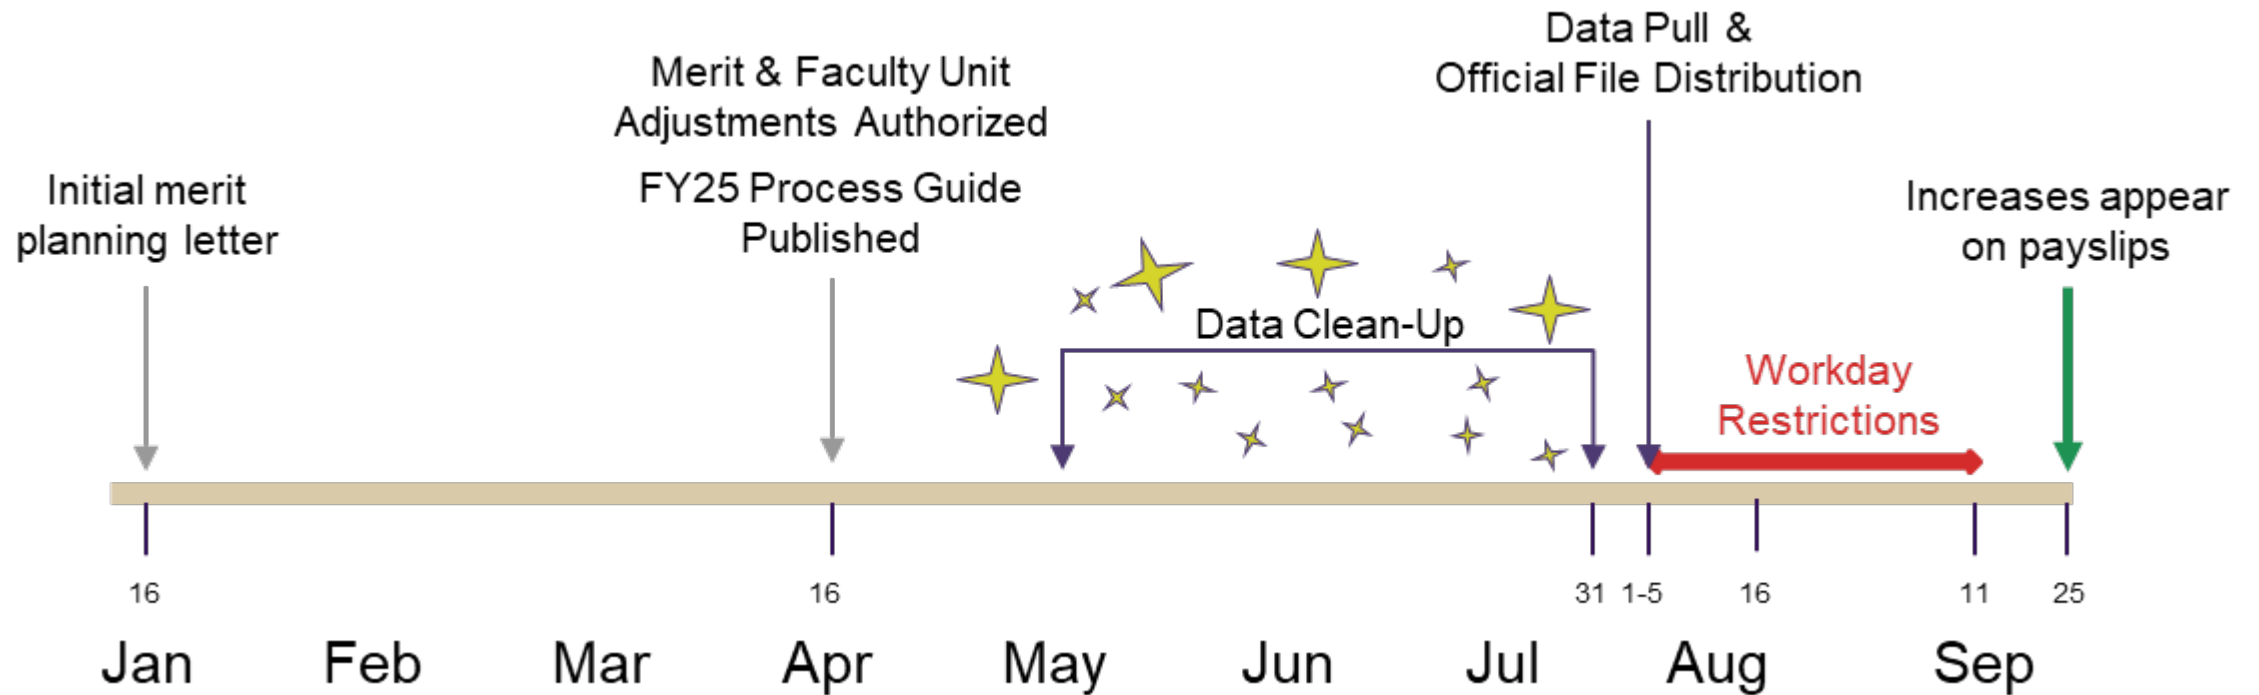 Data Pull &
Official File Distribution
Merit & Faculty Unit
Adjustments Authorized
FY25 Process Guide
Published
Initial merit
planning letter
Increases appear
on payslips
Data Clean-Up
Workday
Restrictions
16
16
31
1-5
16
11
25
Jan
Feb
Mar
Apr
May
Jun
Jul
Aug
Sep